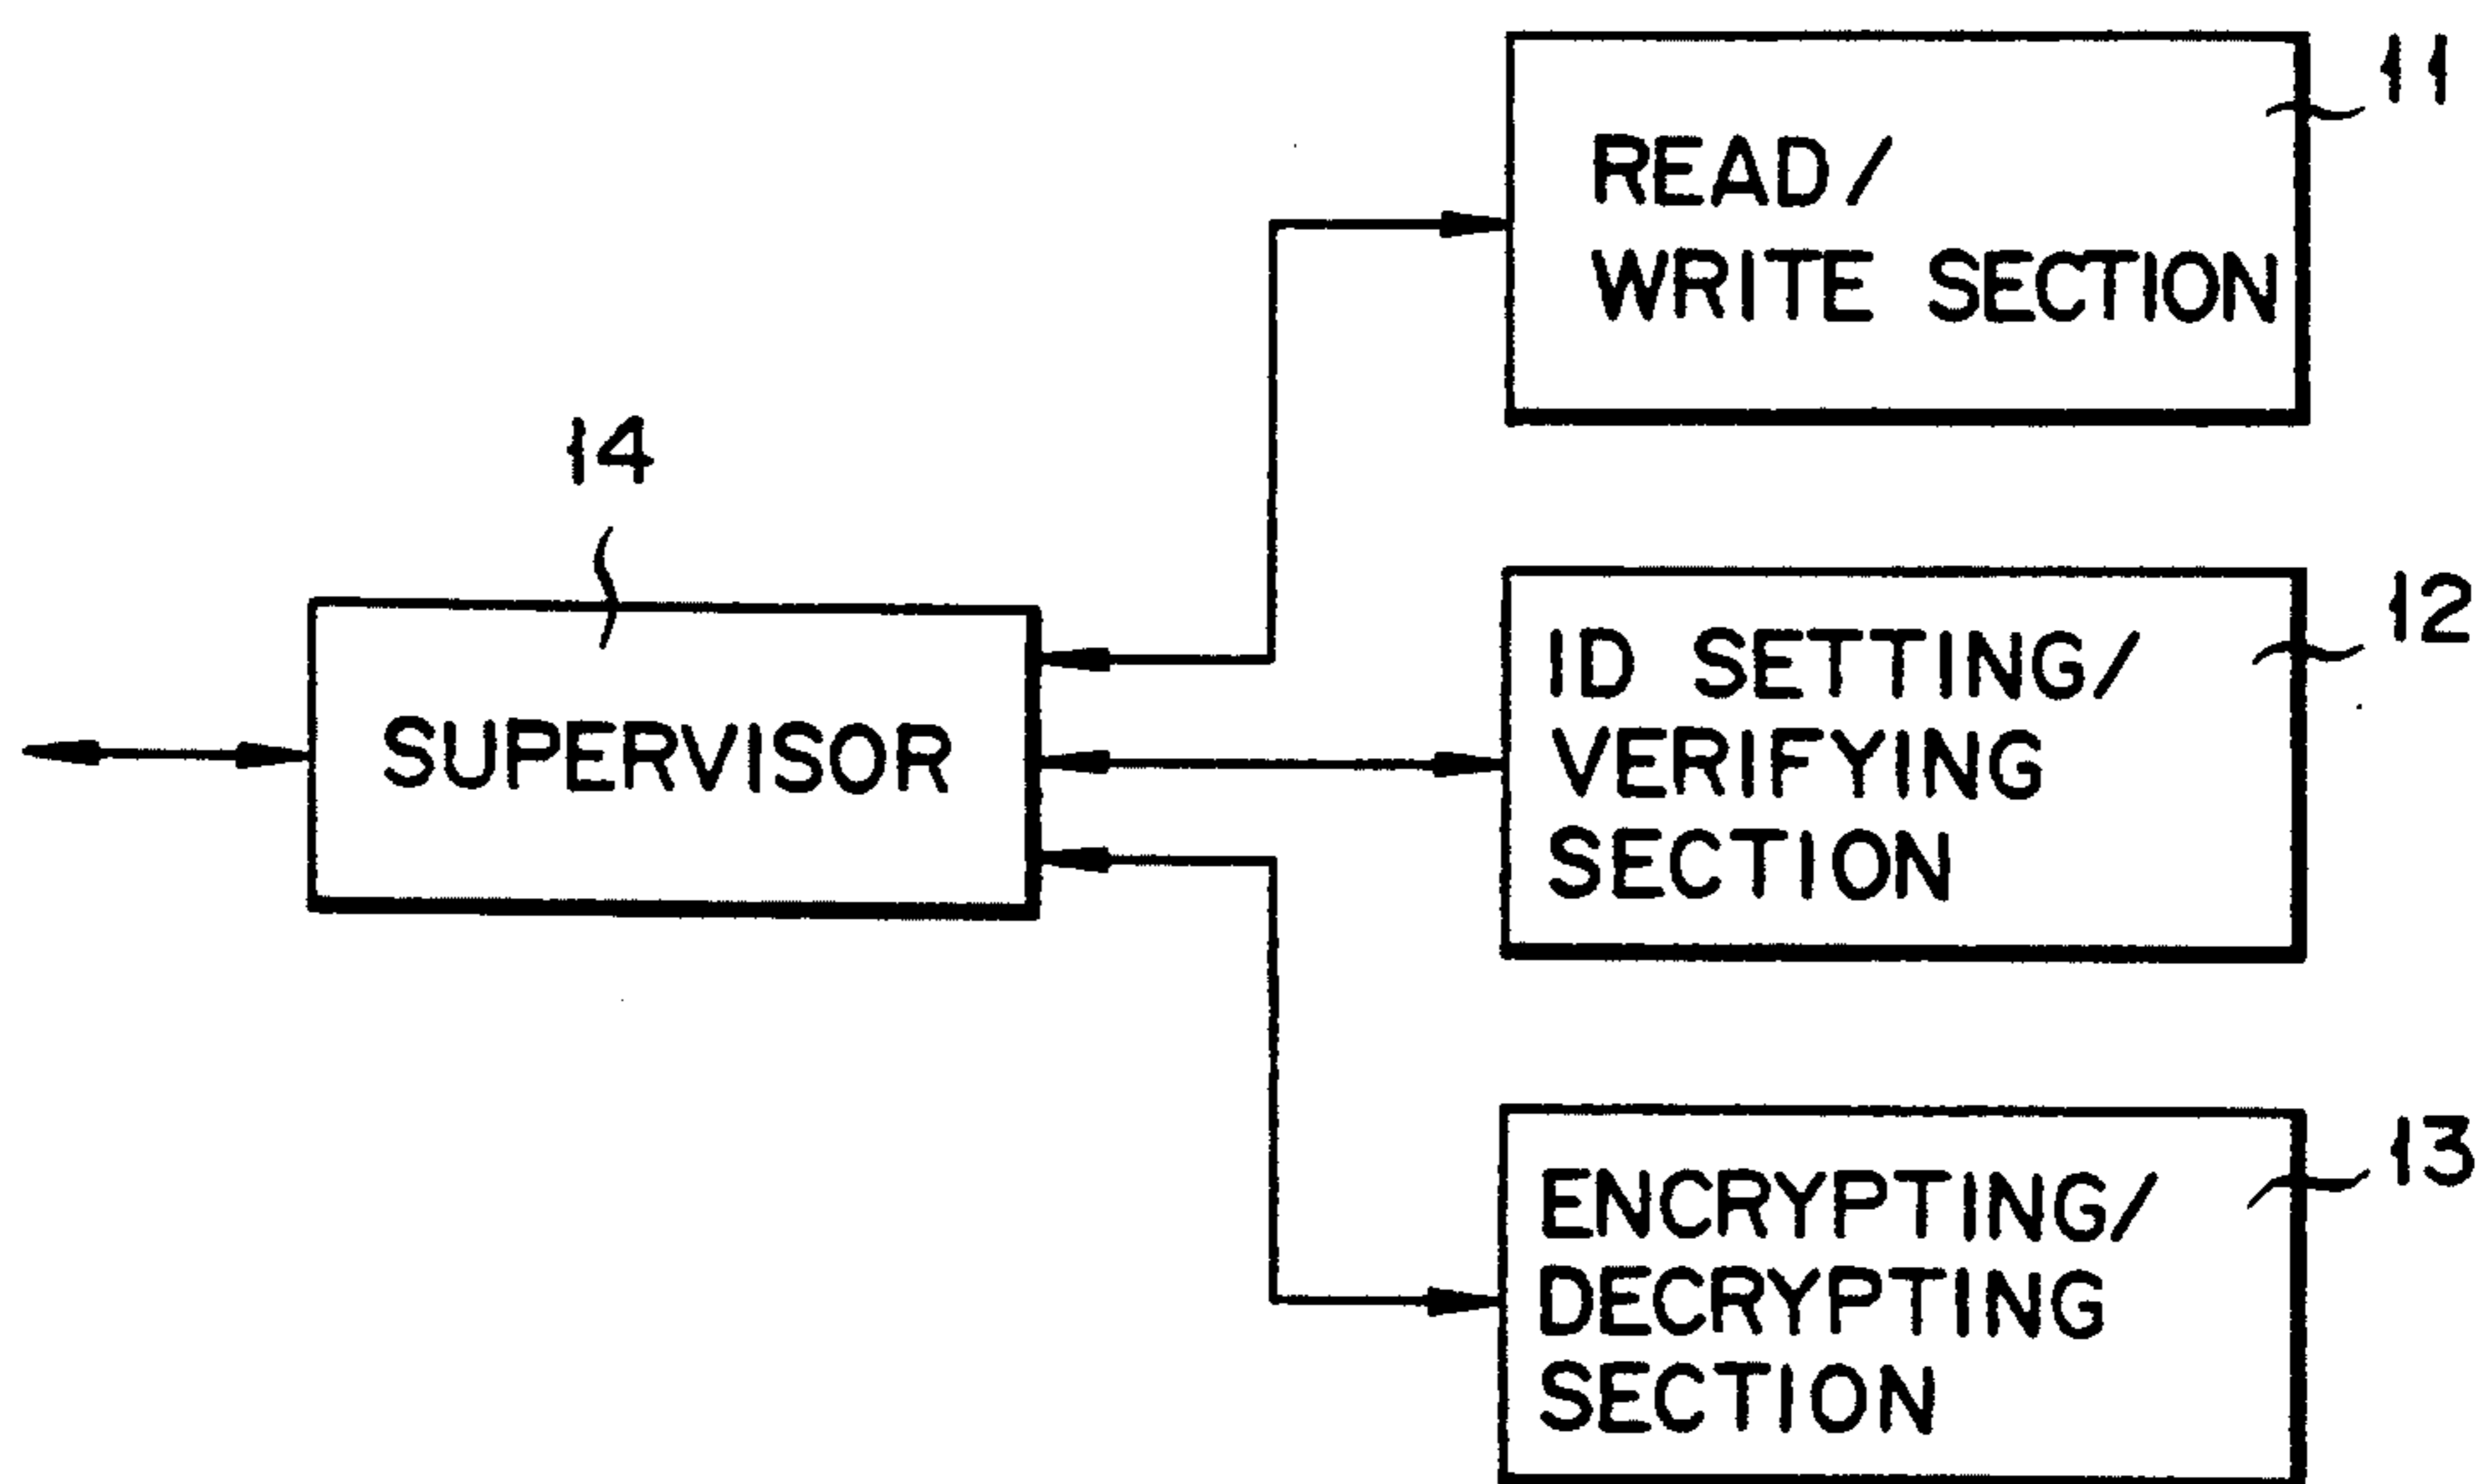 11
READ/
WRITE SECTION
14
12
ID SETTING/
VERIFYING
SECTION
SUPERVISOR
13
ENCRYPTING/
DECRYPTING
SECTION